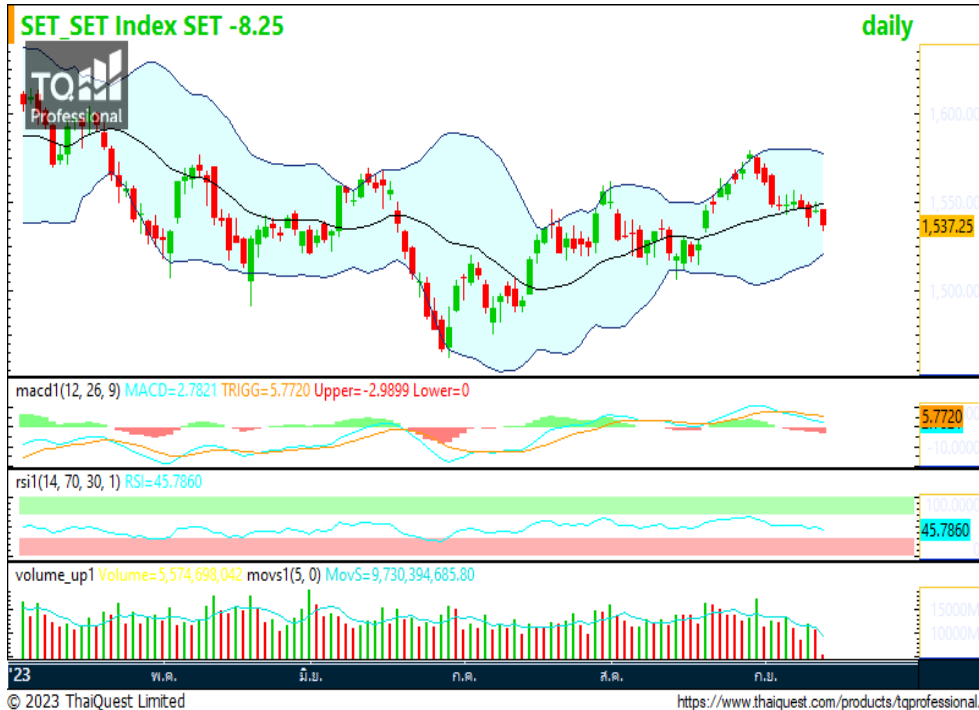 SET_SET Index SET -8.25 daily
TQ
Professional
1,600.00
1,550.00
1,537.25
1,500.00
macd1(12, 26, 9) MACD=2.7821 TRIGG=5.7720 Upper=-2.9899 Lower=0
5.7720
-10.0000
rsi1(14, 70, 30, 1) RSI=45.7860
100.0000
45.7860
volume_up1 Volume=5,574,698,042 movs1(5, 0) MovS=9,730,394,685.80
15000M
10000M
'23 พ.ค. มิ.ย. ก.ค. ส.ค. ก.ย.
© 2023 ThaiQuest Limited https://www.thaiquest.com/products/tqprofessional.